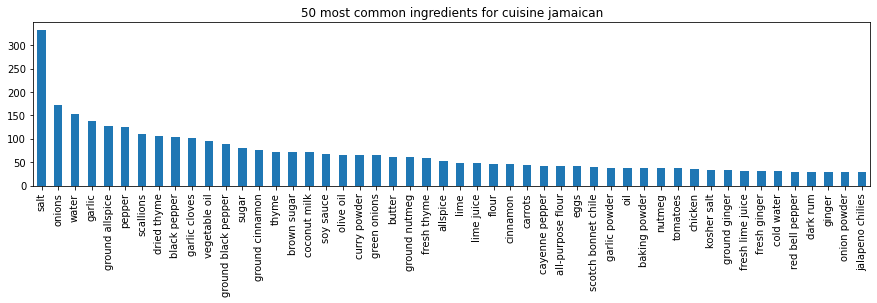 50 most common ingredients for cuisine jamaican
350
300
250
200
150
100
50
0
salt
onions
water
garlic
ground allspice
pepper
scallions
dried thyme
black pepper
garlic cloves
vegetable oil
ground black pepper
sugar
ground cinnamon
thyme
brown sugar
coconut milk
soy sauce
olive oil
curry powder
green onions
butter
ground nutmeg
fresh thyme
allspice
lime
lime juice
flour
cinnamon
carrots
cayenne pepper
all-purpose flour
eggs
scotch bonnet chile
garlic powder
oil
baking powder
nutmeg
tomatoes
chicken
kosher salt
ground ginger
fresh lime juice
fresh ginger
cold water
red bell pepper
dark rum
ginger
onion powder
jalapeno chilies